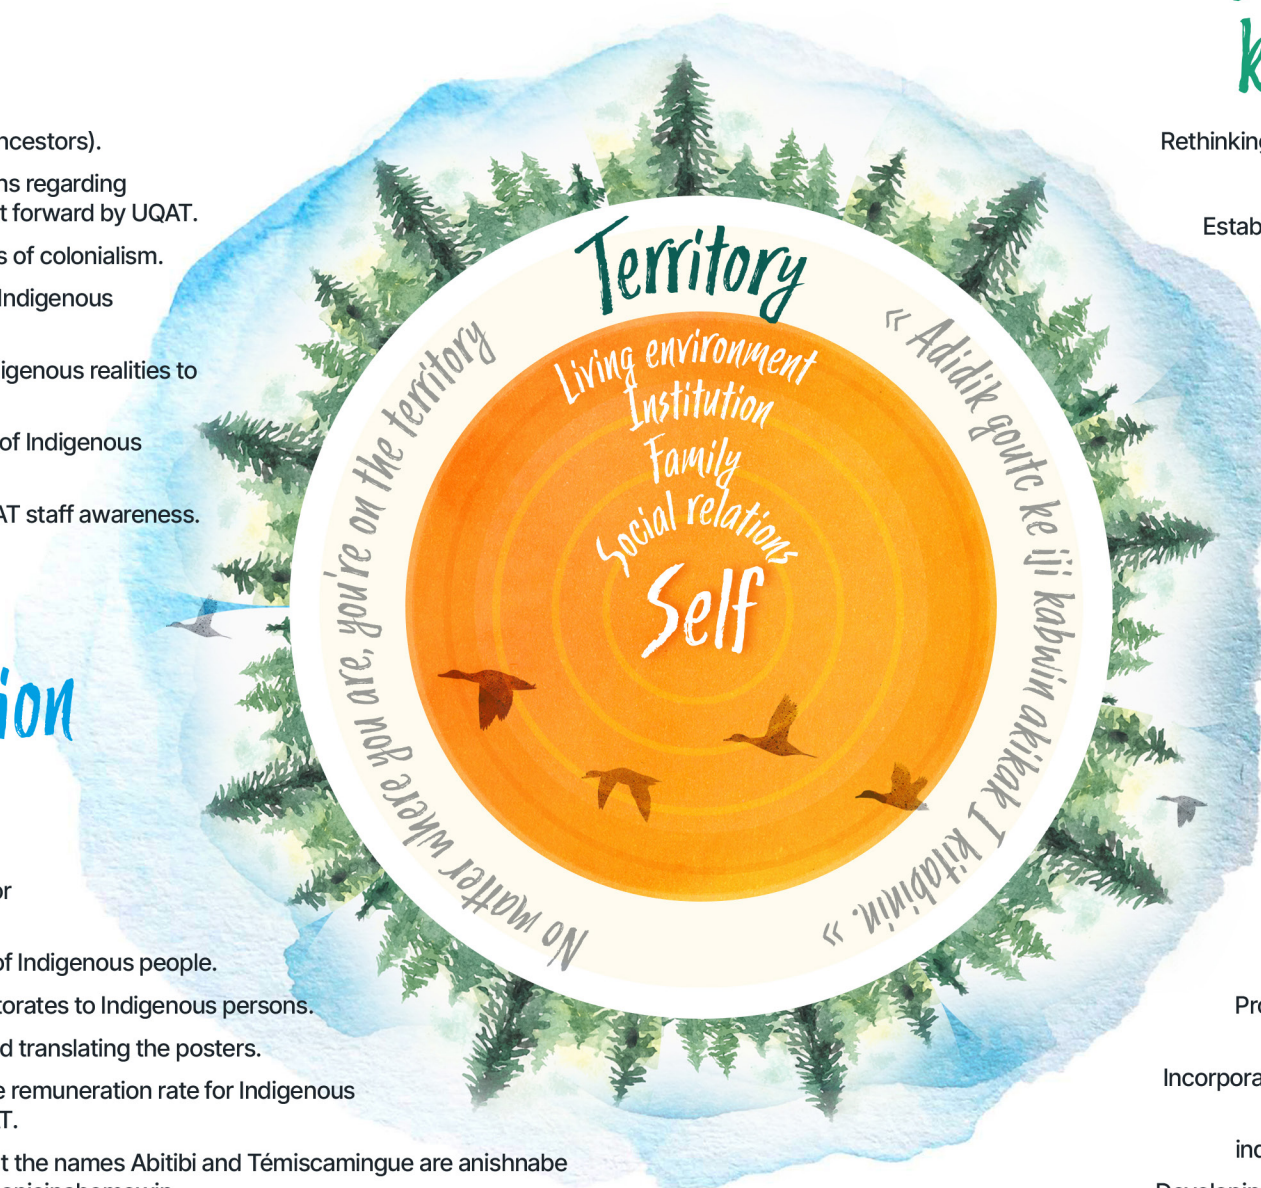 ncestors).
ns regarding
t forward by UQAT.
s of colonialism.
Indigenous
igenous realities to
of Indigenous
AT staff awareness.
ion
or
of Indigenous people.
torates to Indigenous persons.
d translating the posters.
e remuneration rate for Indigenous
T.
t the names Abitibi and Témiscamingue are anishnabe
Territory
Living environment
Institution
Family
Social relations
Self
No matter where you are, you're on the territory
« Adidik goutc ke iji kabwin akikak I kitabinin. »
k
Rethinking
Estab
Pro
Incorpora
inc
Developing